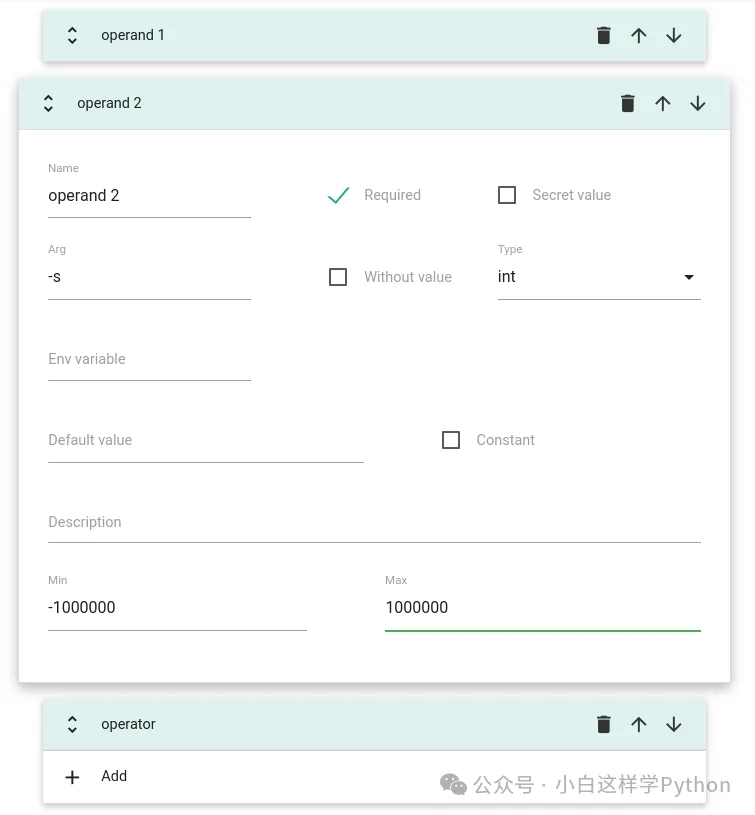 operand 1
operand 2
Name
operand 2
Required
Secret value
Arg
-s
Without value
Type
int
Env variable
Default value
Constant
Description
Min
-1000000
Max
1000000
operator
Add
公众号 · 小白这样学Python